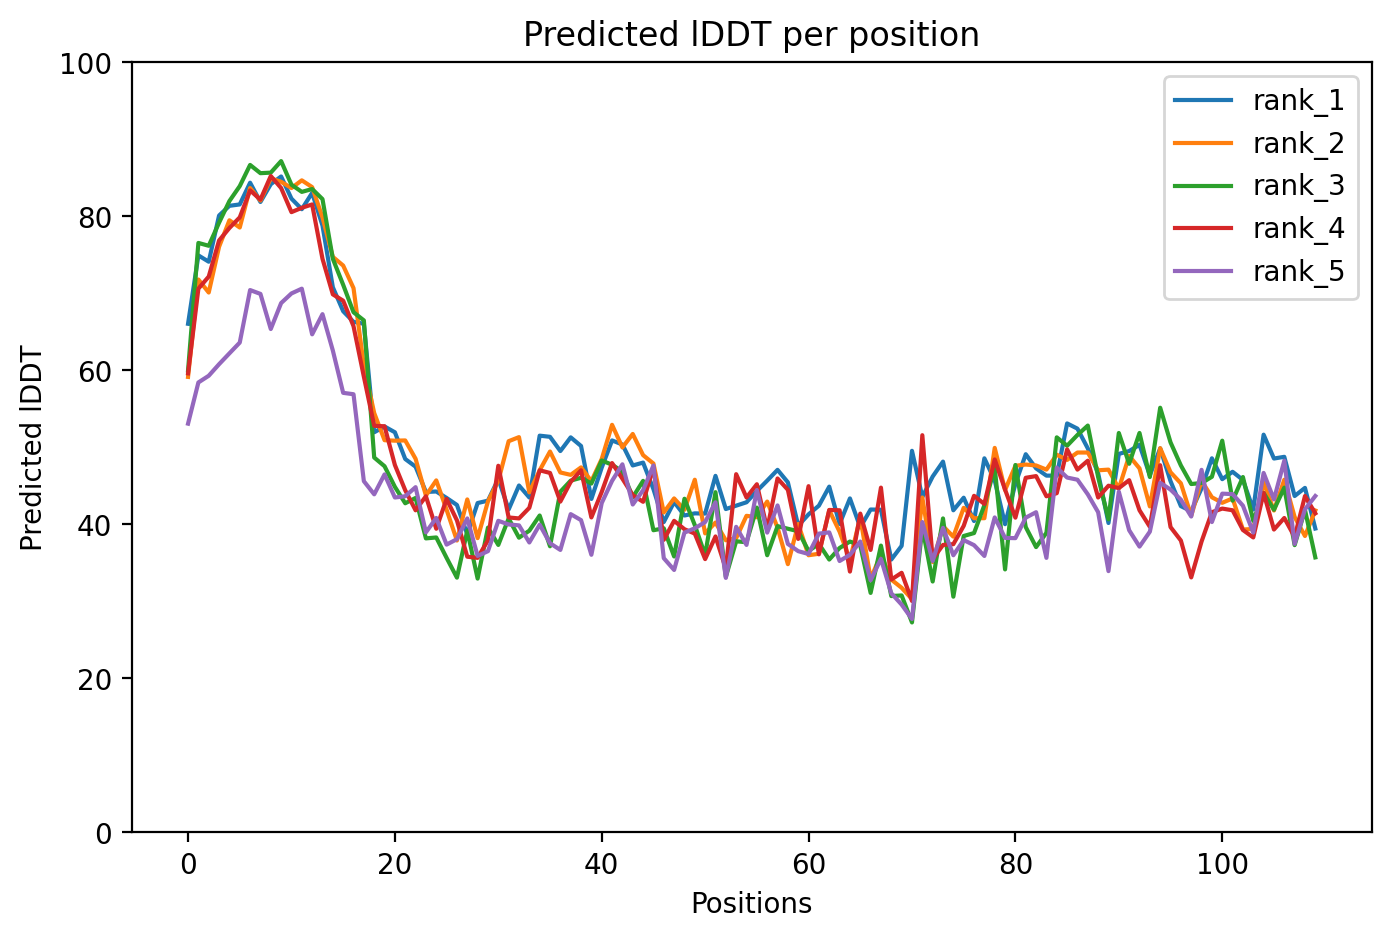 Predicted lDDT per position
100
80
60
40
20
0
Predicted lDDT
0 20 40 60 80 100
Positions
rank_1
rank_2
rank_3
rank_4
rank_5